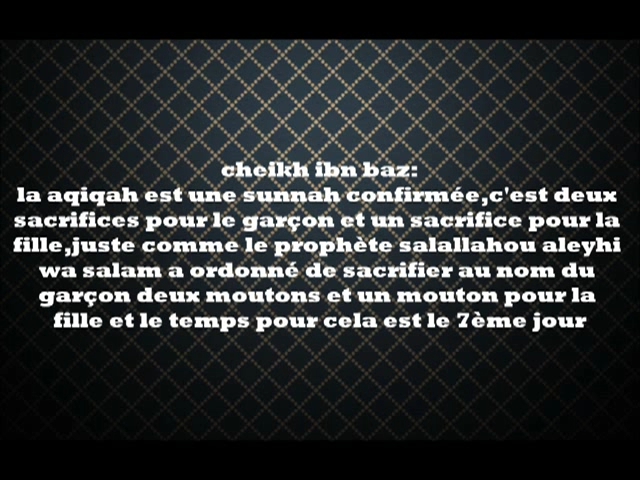 cheikh ibn baz:
la aqiqah est une sunnah confirmée,c'est deux
sacrifices pour le garçon et un sacrifice pour la
fille,juste comme le prophète salallahou aleyhi
wa salam a ordonné de sacrifier au nom du
garçon deux moutons et un mouton pour la
fille et le temps pour cela est le 7ème jour